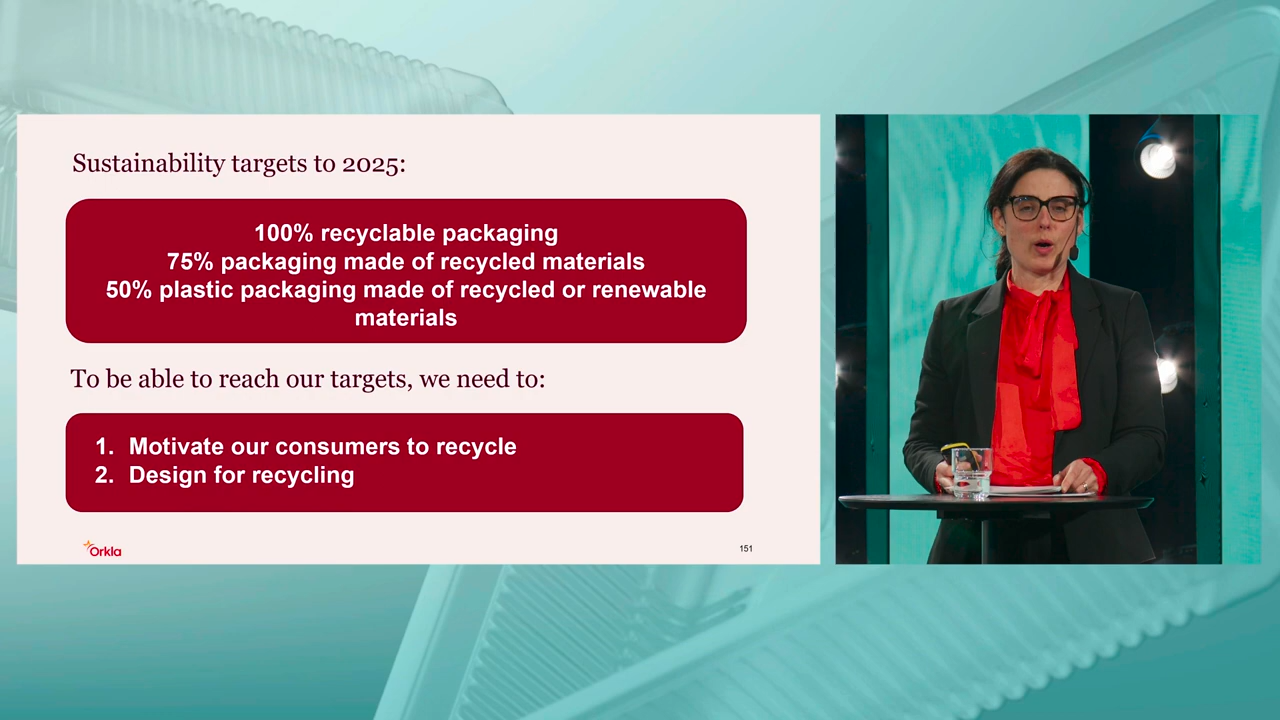 Sustainability targets to 2025:
100% recyclable packaging
75% packaging made of recycled materials
50% plastic packaging made of recycled or renewable
materials
To be able to reach our targets, we need to:
1. Motivate our consumers to recycle
2. Design for recycling
Orkla
151